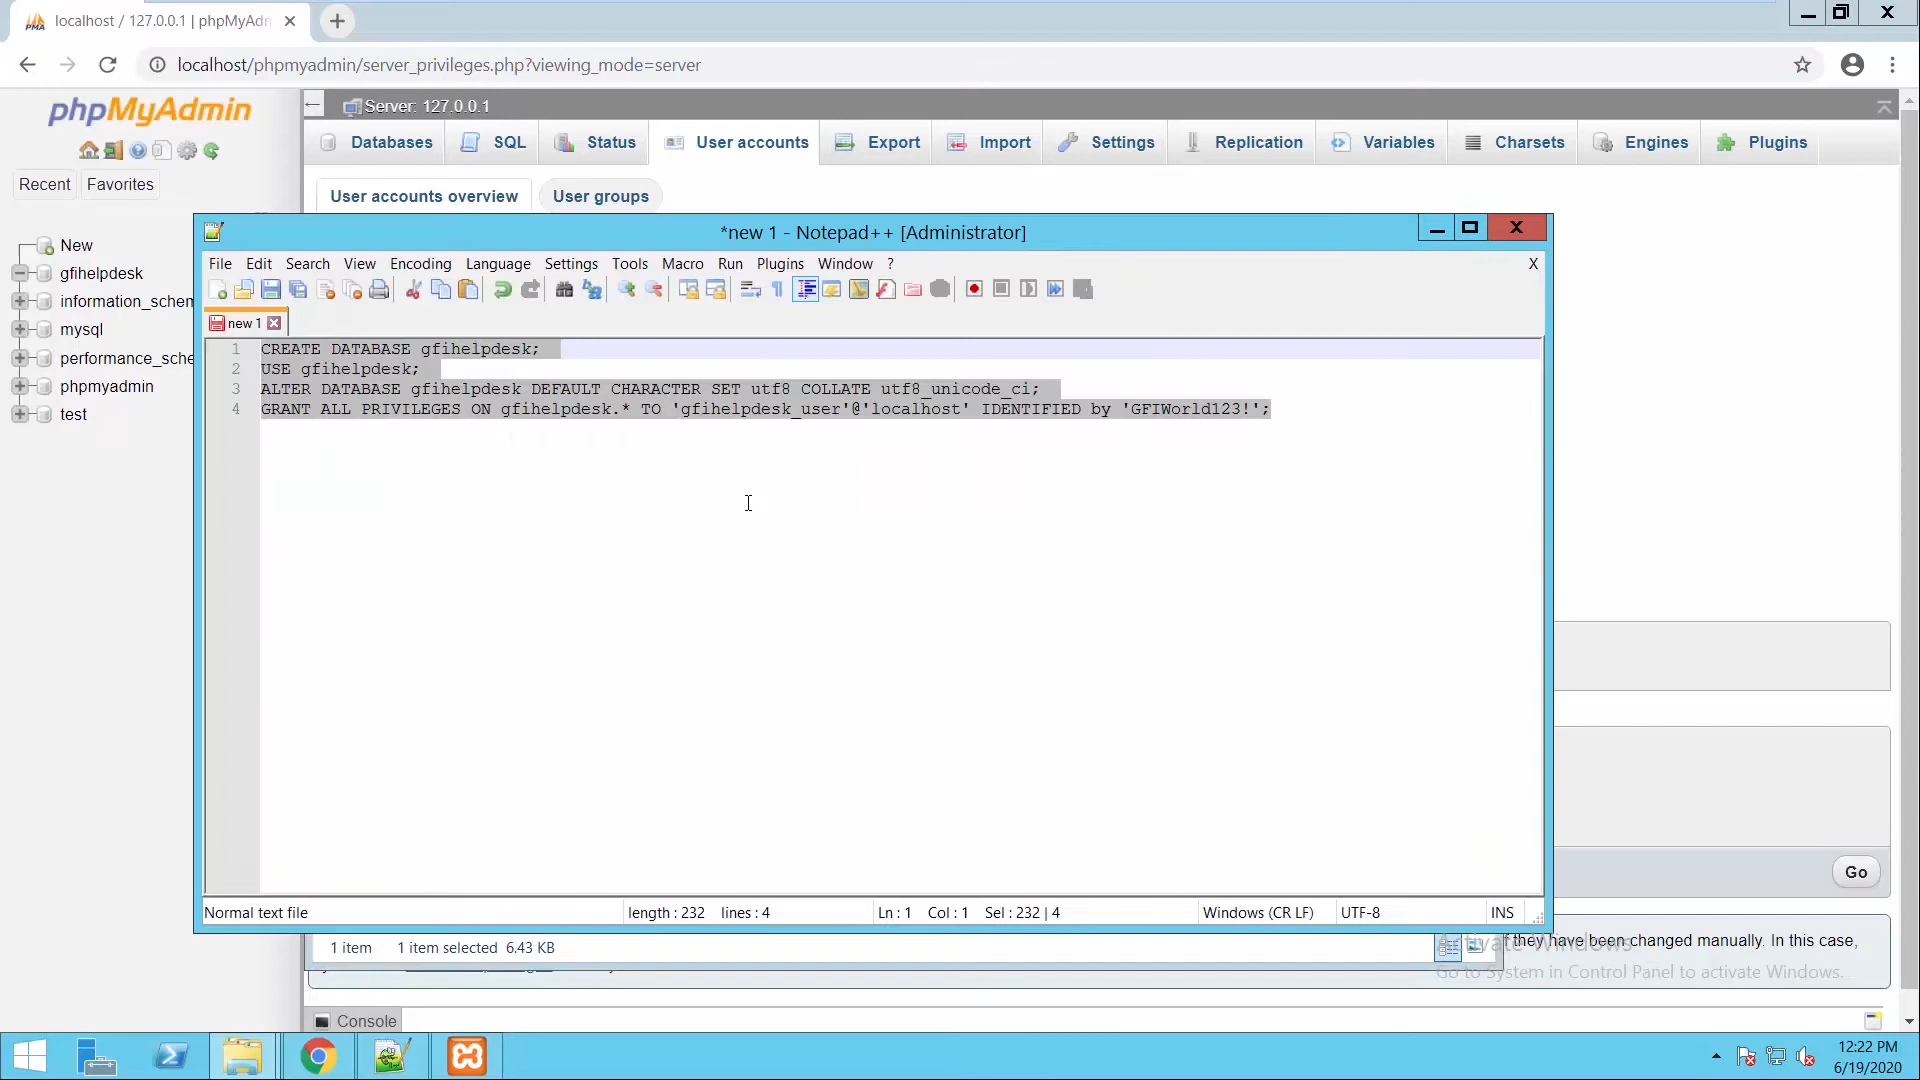 localhost / 127.0.0.1 | phpMyAdm
localhost/phpmyadmin/server_privileges.php?viewing_mode=server
phpMyAdmin
Server: 127.0.0.1
Databases SQL Status User accounts Export Import Settings Replication Variables Charsets Engines Plugins
Recent Favorites
User accounts overview User groups
New
gfihelpdesk
information_schem
mysql
performance_sche
phpmyadmin
test
*new 1 - Notepad++ [Administrator]
File Edit Search View Encoding Language Settings Tools Macro Run Plugins Window ? X
new 1
1 CREATE DATABASE gfihelpdesk;
2 USE gfihelpdesk;
3 ALTER DATABASE gfihelpdesk DEFAULT CHARACTER SET utf8 COLLATE utf8_unicode_ci;
4 GRANT ALL PRIVILEGES ON gfihelpdesk.* TO 'gfihelpdesk_user'@'localhost' IDENTIFIED by 'GFIWorld123!';
Go
Normal text file length : 232 lines : 4 Ln : 1 Col : 1 Sel : 232 | 4 Windows (CR LF) UTF-8 INS
1 item 1 item selected 6.43 KB
they have been changed manually. In this case,
Activate Windows
Go to System in Control Panel to activate Windows.
Console
12:22 PM
6/19/2020